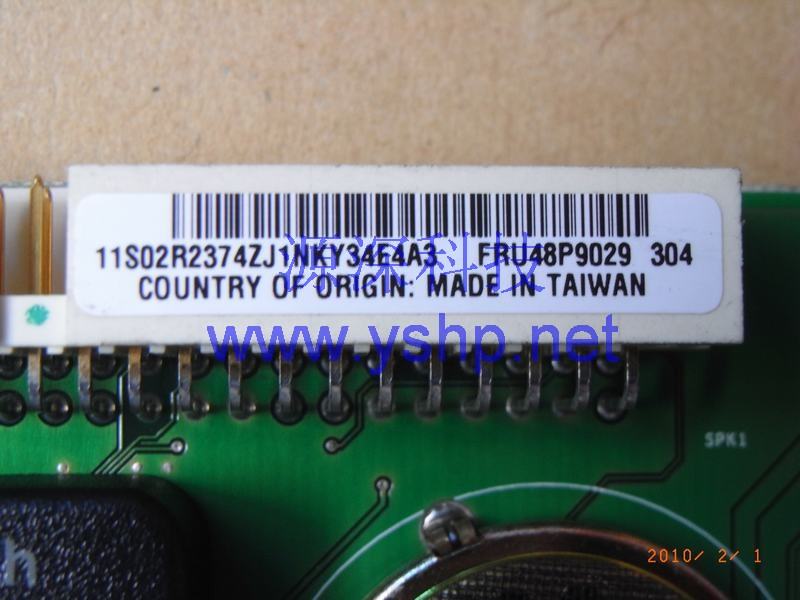 11S02R2374ZJ1NKY34E4A3 FRU48P9029 304
COUNTRY OF ORIGIN: MADE IN TAIWAN
源深科技
www.yshp.net
SPK1
h
2010/ 2/ 1